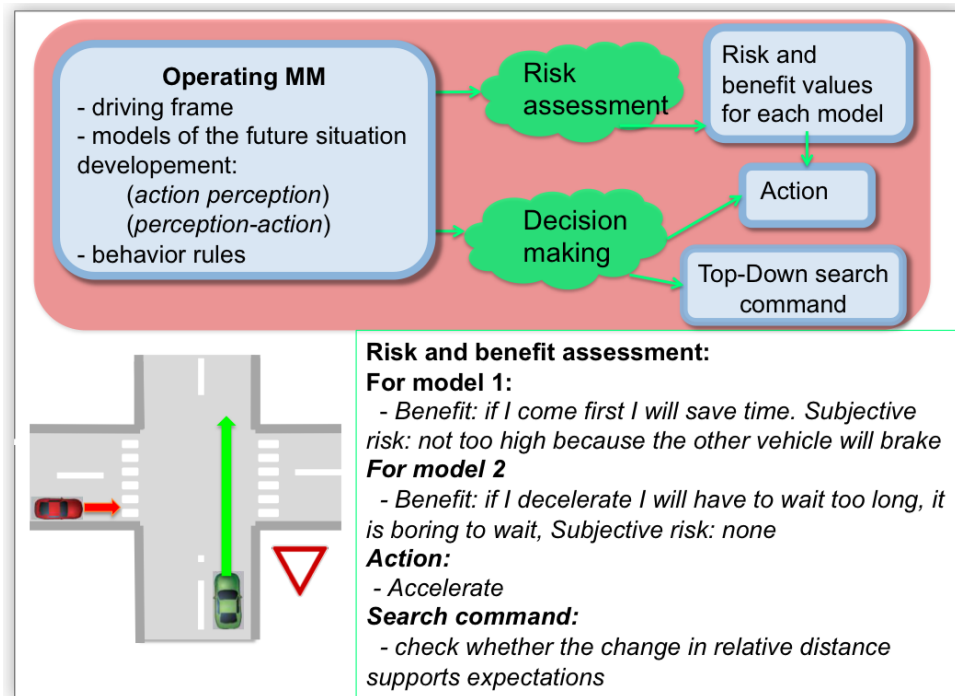 Operating MM
- driving frame
- models of the future situation
developement:
(action perception)
(perception-action)
- behavior rules
Risk
assessment
Risk and
benefit values
for each model
Action
Decision
making
Top-Down search
command
Risk and benefit assessment:
For model 1:
- Benefit: if I come first I will save time. Subjective
risk: not too high because the other vehicle will brake
For model 2
- Benefit: if I decelerate I will have to wait too long, it
is boring to wait, Subjective risk: none
Action:
- Accelerate
Search command:
- check whether the change in relative distance
supports expectations